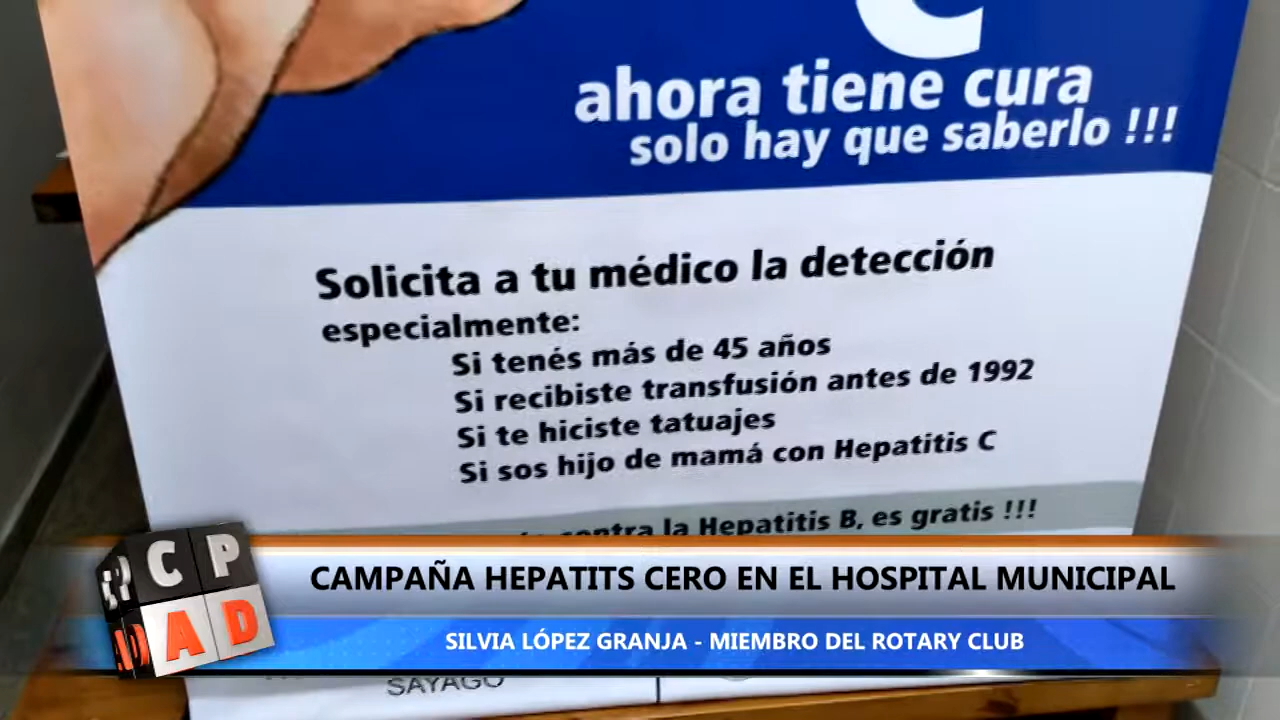 C
ahora tiene cura
solo hay que saberlo !!!
Solicita a tu médico la detección
especialmente:
Si tenés más de 45 años
Si recibiste transfusión antes de 1992
Si te hiciste tatuajes
Si sos hijo de mamá con Hepatitis C
contra la Hepatitis B, es gratis !!!
CP
AD
CAMPAÑA HEPATITS CERO EN EL HOSPITAL MUNICIPAL
SILVIA LÓPEZ GRANJA - MIEMBRO DEL ROTARY CLUB
SAYAGO